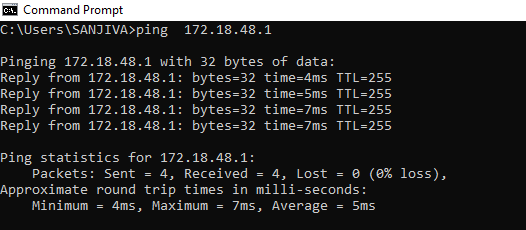 Command Prompt
C:\Users\SANJIVA>ping  172.18.48.1
Pinging 172.18.48.1 with 32 bytes of data:
Reply from 172.18.48.1: bytes=32 time=4ms TTL=255
Reply from 172.18.48.1: bytes=32 time=5ms TTL=255
Reply from 172.18.48.1: bytes=32 time=7ms TTL=255
Reply from 172.18.48.1: bytes=32 time=7ms TTL=255
Ping statistics for 172.18.48.1:
    Packets: Sent = 4, Received = 4, Lost = 0 (0% loss),
Approximate round trip times in milli-seconds:
    Minimum = 4ms, Maximum = 7ms, Average = 5ms